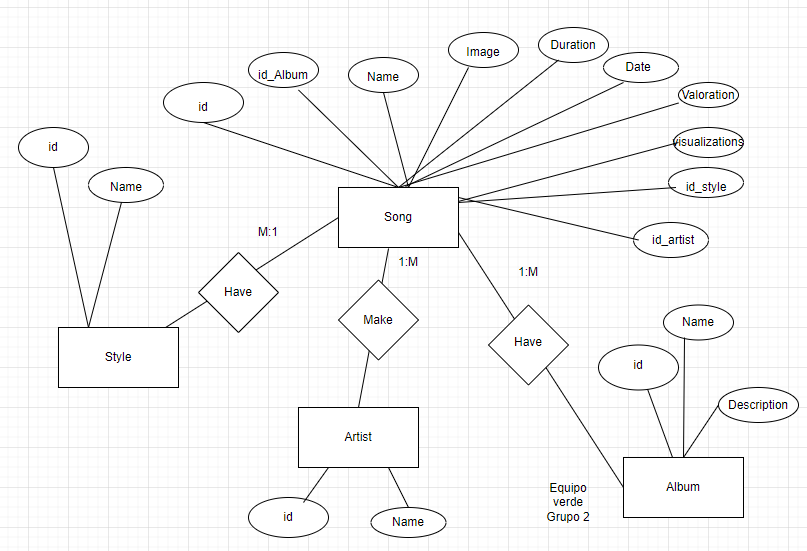 Image
Duration
id_Album
Name
Date
id
Valoration
visualizations
id
Name
id_style
Song
id_artist
M:1
1:M
1:M
Have
Make
Have
Name
Style
id
Description
Artist
Album
Equipo
verde
Grupo 2
id
Name